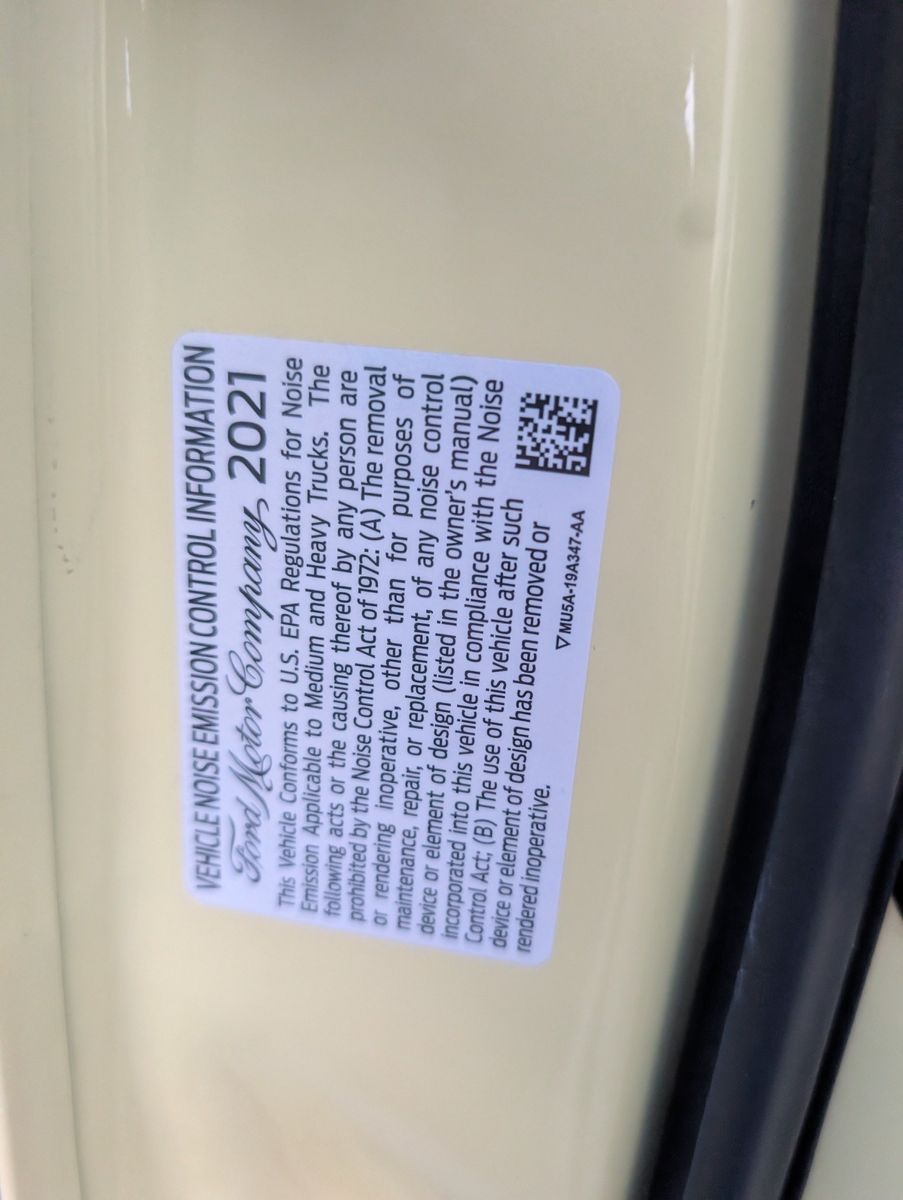 VEHICLE NOISE EMISSION CONTROL INFORMATION
Ford Motor Company 2021
This Vehicle Conforms to U.S. EPA Regulations for Noise
Emission Applicable to Medium and Heavy Trucks. The
following acts or the causing thereof by any person are
prohibited by the Noise Control Act of 1972: (A) The removal
or rendering inoperative, other than for purposes of
maintenance, repair, or replacement, of any noise control
device or element of design (listed in the owner's manual)
incorporated into this vehicle in compliance with the Noise
Control Act; (B) The use of this vehicle after such
device or element of design has been removed or
rendered inoperative.
▽MU5A-19A347-AA